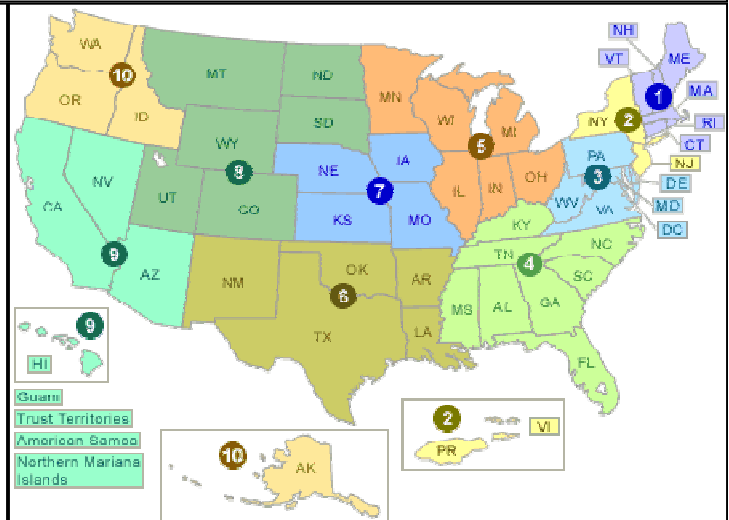 NH
WA
VT
ME
10
MT
ND
MN
MA
OR
1
ID
SD
WI
MI
NY
2
RI
WY
5
CT
PA
NJ
NE
IA
8
3
DE
NV
7
IL
IN
OH
UT
CO
WV
MD
CA
KS
MO
VA
KY
DC
9
NC
TN
4
AZ
NM
OK
AR
SC
6
MS
AL
GA
9
TX
LA
HI
FL
Guam
2
Trust Territories
VI
American Samoa
PR
10
Northern Mariana
Islands
AK